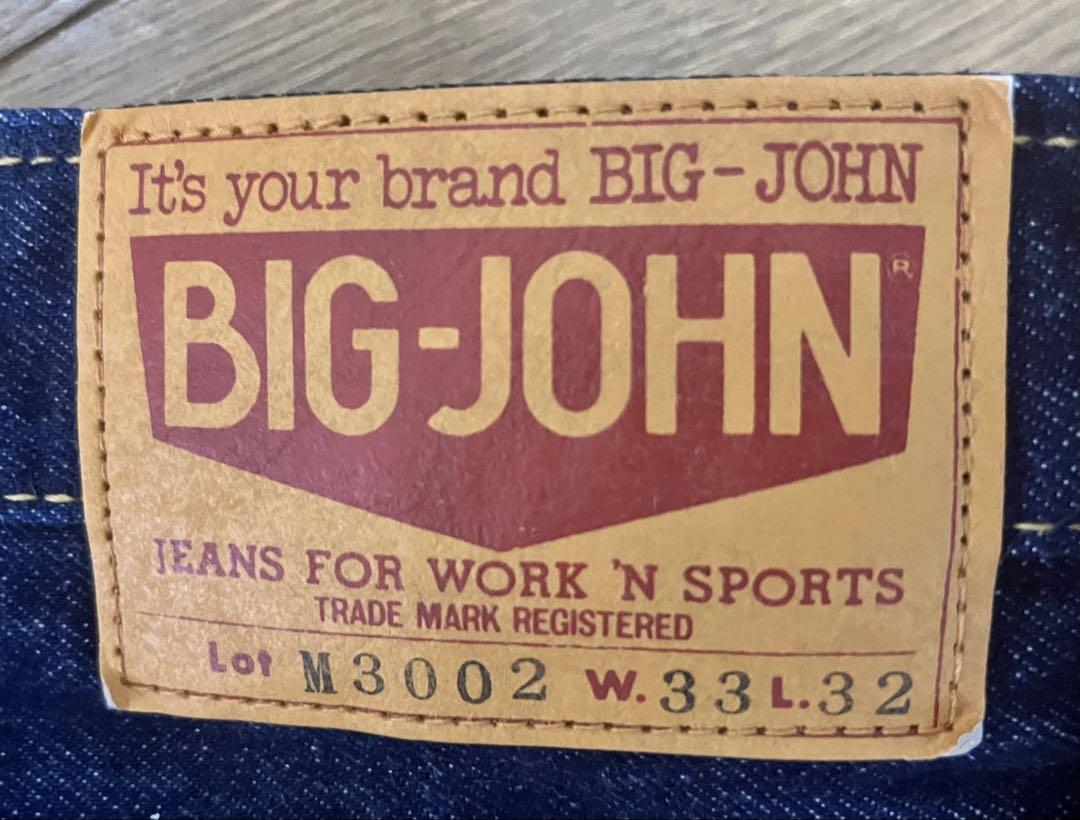 It's your brand BIG-JOHN
BIG-JOHN®
JEANS FOR WORK 'N SPORTS
TRADE MARK REGISTERED
Lot M3002 W.33 L.32